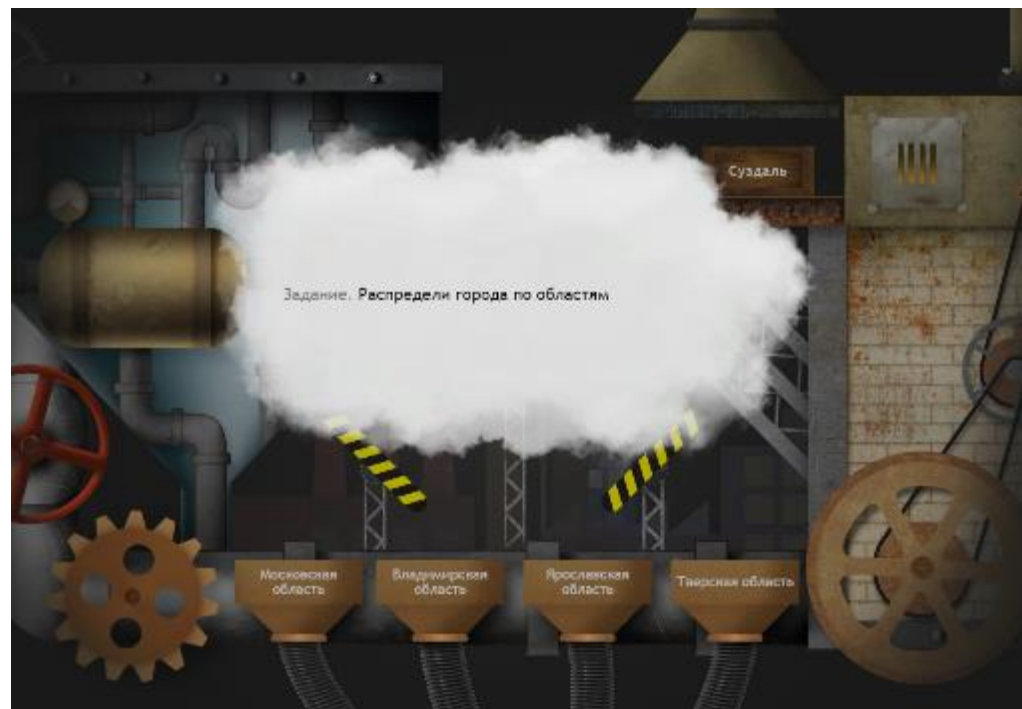 Суздаль
Задание. Распредели города по областям
Московская
область
Владимирская
область
Ярославская
область
Тверская область